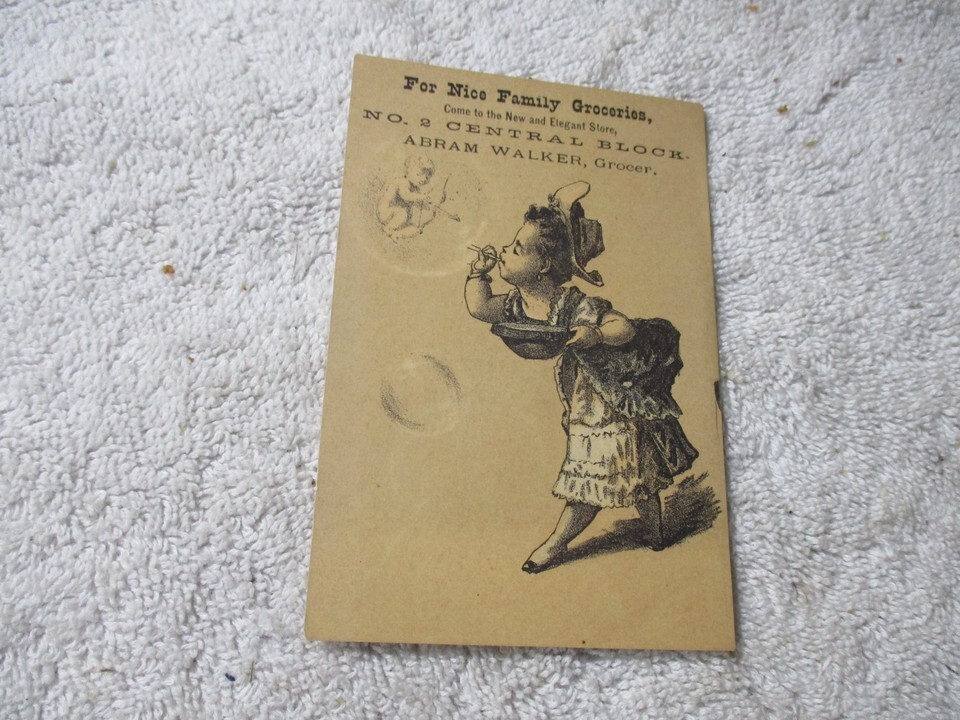 For Nice Family Groceries,
Come to the New and Elegant Store,
NO. 2 CENTRAL BLOCK.
ABRAM WALKER, Grocer.